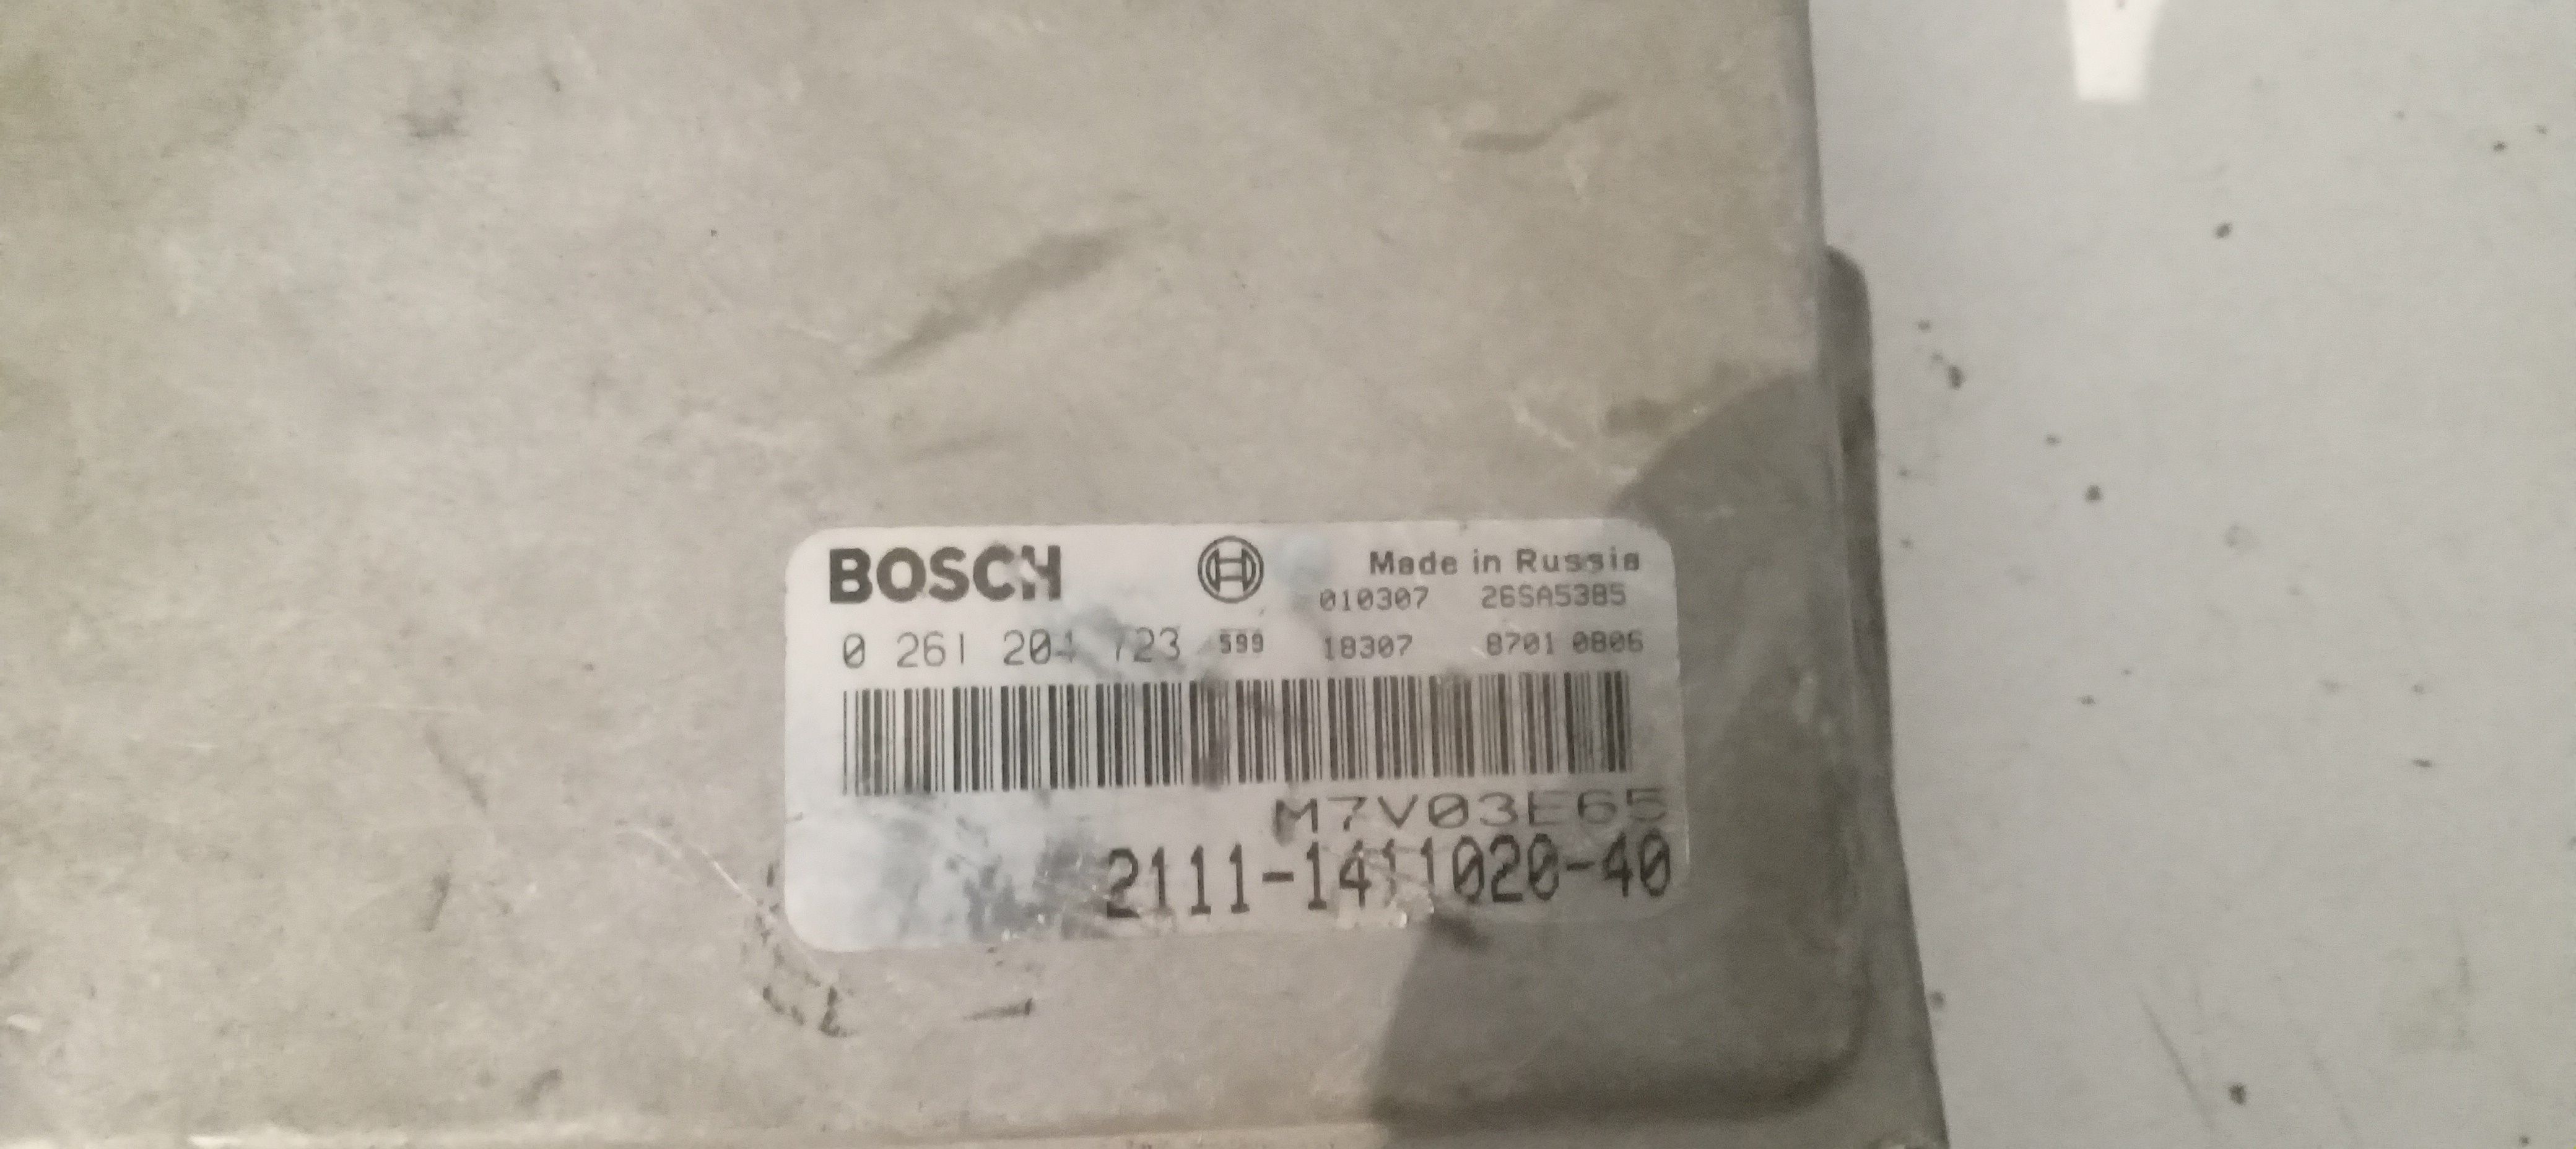 BOSCH Made in Russia
010307 26SA5385
0 261 204 723 599 18307 8701 0806
M7V03E65
2111-1411020-40